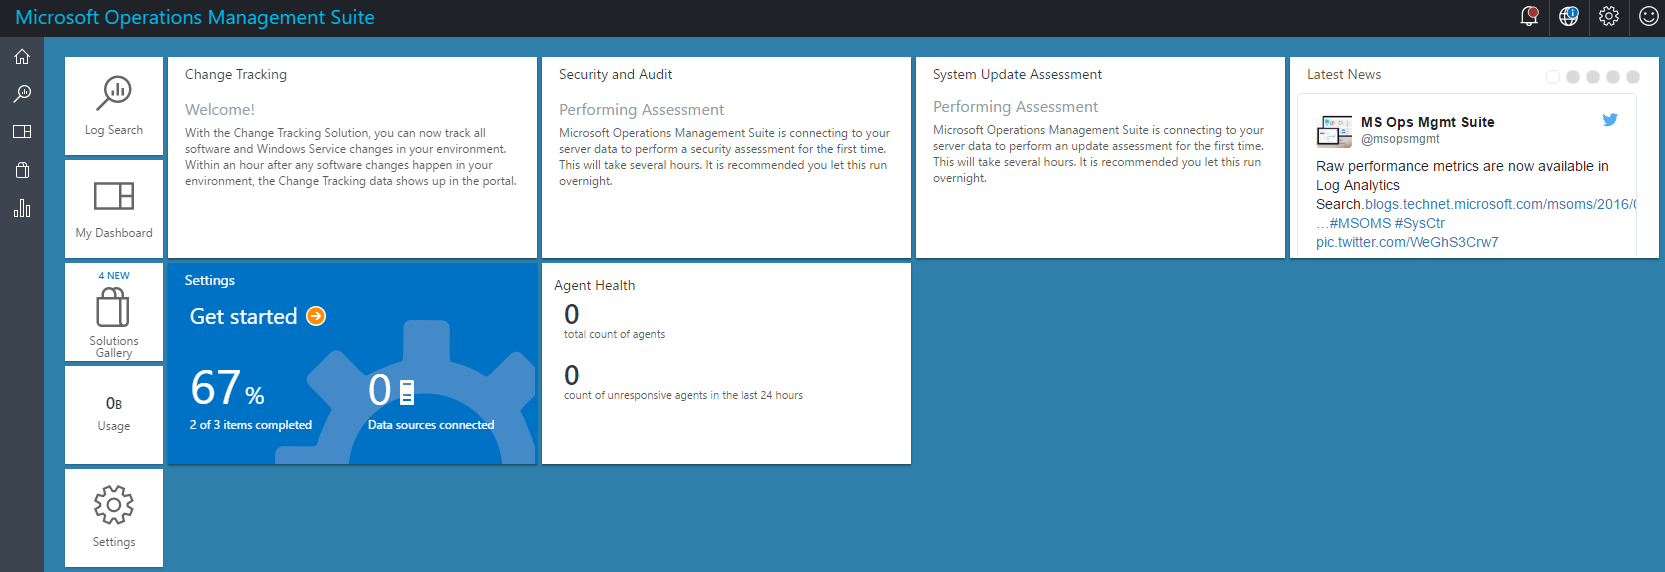 Microsoft Operations Management Suite
Log Search
My Dashboard
4 NEW
Solutions
Gallery
0B
Usage
Settings
Change Tracking
Welcome!
With the Change Tracking Solution, you can now track all
software and Windows Service changes in your environment.
Within an hour after any software changes happen in your
environment, the Change Tracking data shows up in the portal.
Security and Audit
Performing Assessment
Microsoft Operations Management Suite is connecting to your
server data to perform a security assessment for the first time.
This will take several hours. It is recommended you let this run
overnight.
System Update Assessment
Performing Assessment
Microsoft Operations Management Suite is connecting to your
server data to perform an update assessment for the first time.
This will take several hours. It is recommended you let this run
overnight.
Latest News
MS Ops Mgmt Suite
@msopsmgmt
Raw performance metrics are now available in
Log Analytics
Search.blogs.technet.microsoft.com/msoms/2016/0
…#MSOMS #SysCtr
pic.twitter.com/WeGhS3Crw7
Settings
Get started
67 %
2 of 3 items completed
0
Data sources connected
Agent Health
0
total count of agents
0
count of unresponsive agents in the last 24 hours